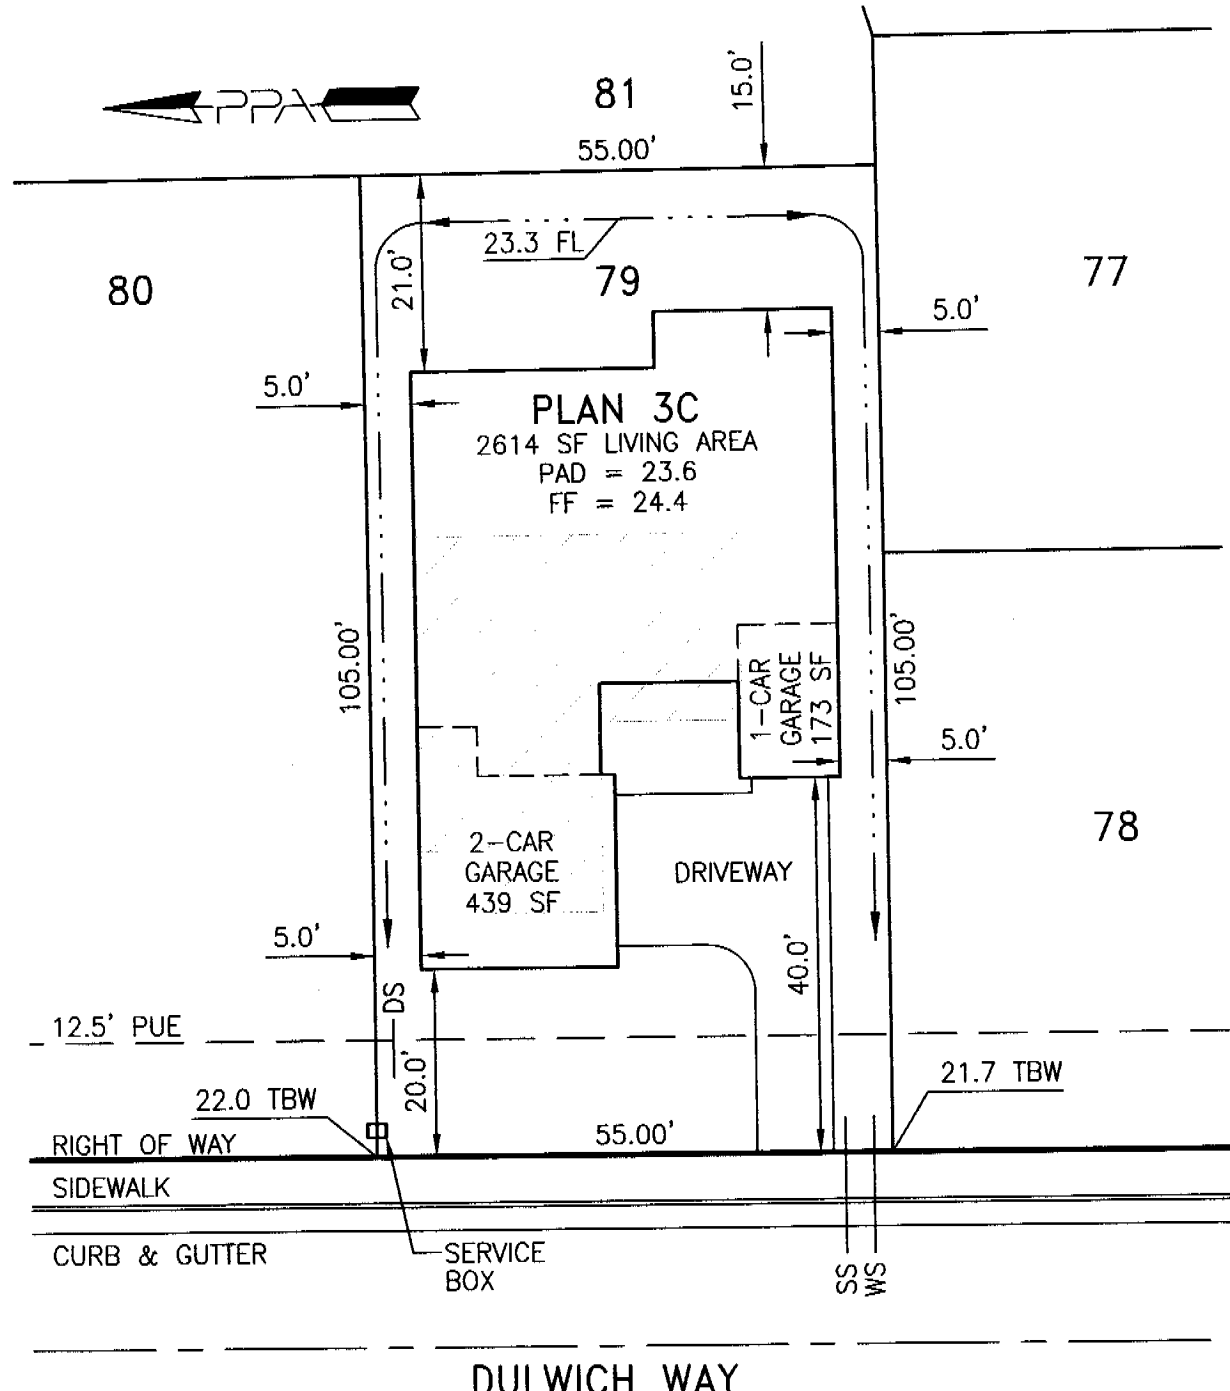 PPA
81
15.0'
55.00'
23.3 FL
80
21.0'
79
77
5.0'
5.0'
PLAN 3C
2614 SF LIVING AREA
PAD = 23.6
FF = 24.4
105.00'
1-CAR
GARAGE
173 SF
105.00'
5.0'
2-CAR
GARAGE
439 SF
DRIVEWAY
78
5.0'
40.0'
DS
12.5' PUE
20.0'
22.0 TBW
21.7 TBW
RIGHT OF WAY
55.00'
SIDEWALK
CURB & GUTTER
SERVICE
BOX
SS
WS
DULWICH WAY